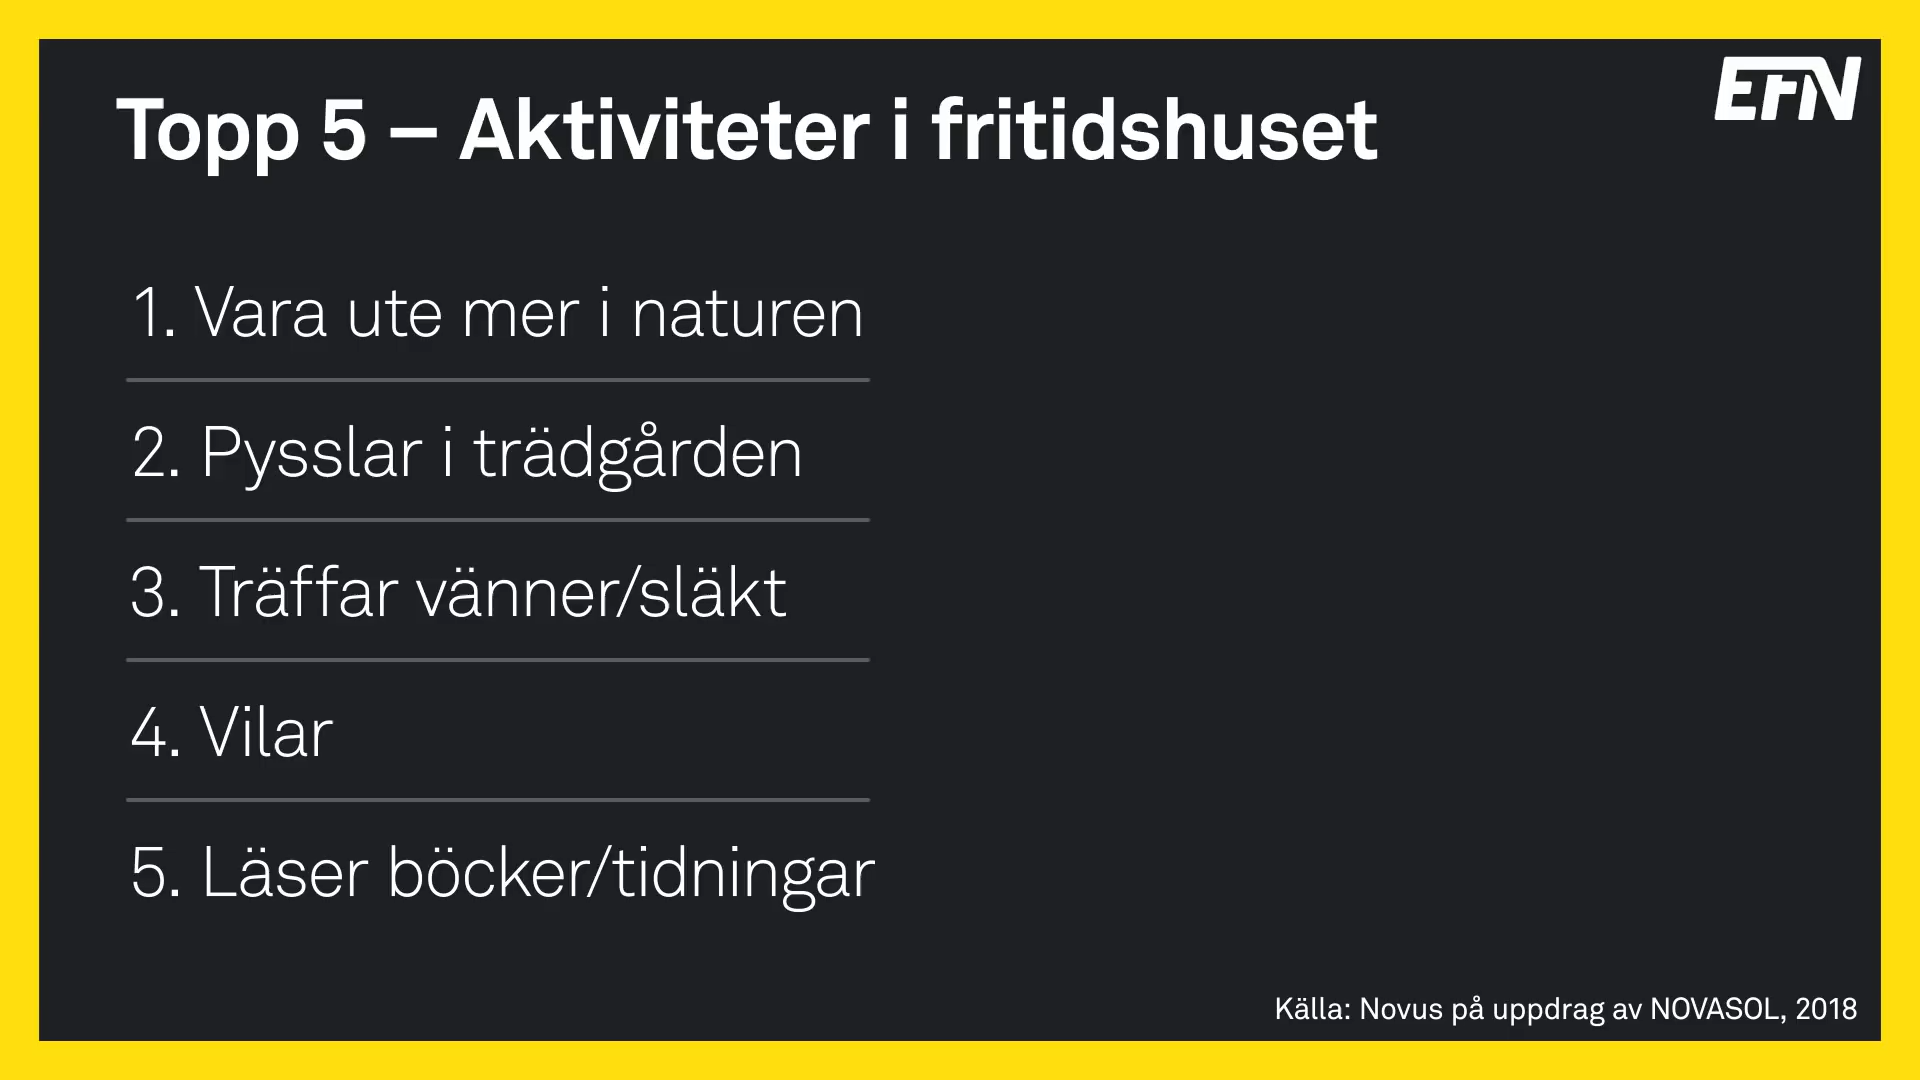 EFN
Topp 5 – Aktiviteter i fritidshuset
1. Vara ute mer i naturen
2. Pysslar i trädgården
3. Träffar vänner/släkt
4. Vilar
5. Läser böcker/tidningar
Källa: Novus på uppdrag av NOVASOL, 2018